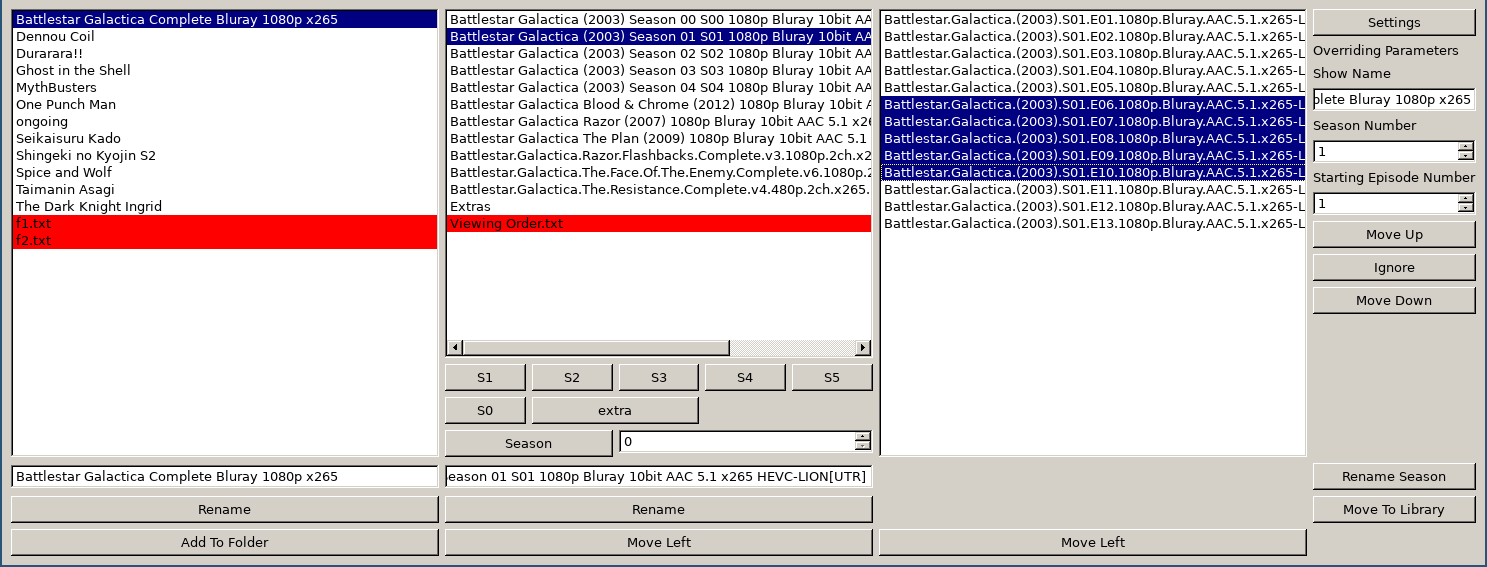 Battlestar Galactica Complete Bluray 1080p x265
Dennou Coil
Durarara!!
Ghost in the Shell
MythBusters
One Punch Man
ongoing
Seikaisuru Kado
Shingeki no Kyojin S2
Spice and Wolf
Taimanin Asagi
The Dark Knight Ingrid
f1.txt
f2.txt
Battlestar Galactica Complete Bluray 1080p x265
Rename
Add To Folder
Battlestar Galactica (2003) Season 00 S00 1080p Bluray 10bit AA
Battlestar Galactica (2003) Season 01 S01 1080p Bluray 10bit AA
Battlestar Galactica (2003) Season 02 S02 1080p Bluray 10bit AA
Battlestar Galactica (2003) Season 03 S03 1080p Bluray 10bit AA
Battlestar Galactica (2003) Season 04 S04 1080p Bluray 10bit AA
Battlestar Galactica Blood & Chrome (2012) 1080p Bluray 10bit A
Battlestar Galactica Razor (2007) 1080p Bluray 10bit AAC 5.1 x26
Battlestar Galactica The Plan (2009) 1080p Bluray 10bit AAC 5.1
Battlestar.Galactica.Razor.Flashbacks.Complete.v3.1080p.2ch.x2
Battlestar.Galactica.The.Face.Of.The.Enemy.Complete.v6.1080p.2
Battlestar.Galactica.The.Resistance.Complete.v4.480p.2ch.x265.
Extras
Viewing Order.txt
S1 S2 S3 S4 S5
S0 extra
Season 0
eason 01 S01 1080p Bluray 10bit AAC 5.1 x265 HEVC-LION[UTR]
Rename
Move Left
Battlestar.Galactica.(2003).S01.E01.1080p.Bluray.AAC.5.1.x265-L
Battlestar.Galactica.(2003).S01.E02.1080p.Bluray.AAC.5.1.x265-L
Battlestar.Galactica.(2003).S01.E03.1080p.Bluray.AAC.5.1.x265-L
Battlestar.Galactica.(2003).S01.E04.1080p.Bluray.AAC.5.1.x265-L
Battlestar.Galactica.(2003).S01.E05.1080p.Bluray.AAC.5.1.x265-L
Battlestar.Galactica.(2003).S01.E06.1080p.Bluray.AAC.5.1.x265-L
Battlestar.Galactica.(2003).S01.E07.1080p.Bluray.AAC.5.1.x265-L
Battlestar.Galactica.(2003).S01.E08.1080p.Bluray.AAC.5.1.x265-L
Battlestar.Galactica.(2003).S01.E09.1080p.Bluray.AAC.5.1.x265-L
Battlestar.Galactica.(2003).S01.E10.1080p.Bluray.AAC.5.1.x265-L
Battlestar.Galactica.(2003).S01.E11.1080p.Bluray.AAC.5.1.x265-L
Battlestar.Galactica.(2003).S01.E12.1080p.Bluray.AAC.5.1.x265-L
Battlestar.Galactica.(2003).S01.E13.1080p.Bluray.AAC.5.1.x265-L
Move Left
Settings
Overriding Parameters
Show Name
plete Bluray 1080p x265
Season Number
1
Starting Episode Number
1
Move Up
Ignore
Move Down
Rename Season
Move To Library